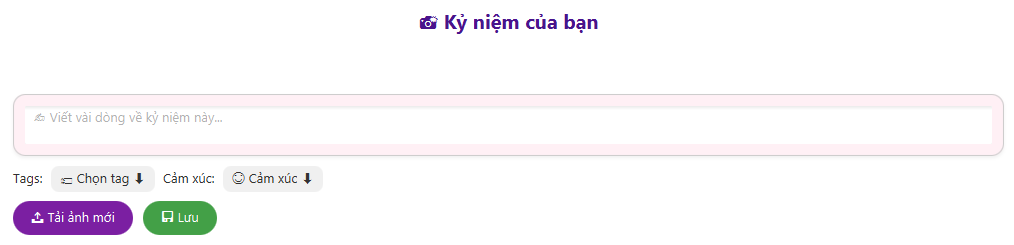 📷 Kỷ niệm của bạn
✍ Viết vài dòng về kỷ niệm này...
Tags: 🏷 Chọn tag ⬇ Cảm xúc: 😊 Cảm xúc ⬇
📤 Tải ảnh mới 💾 Lưu